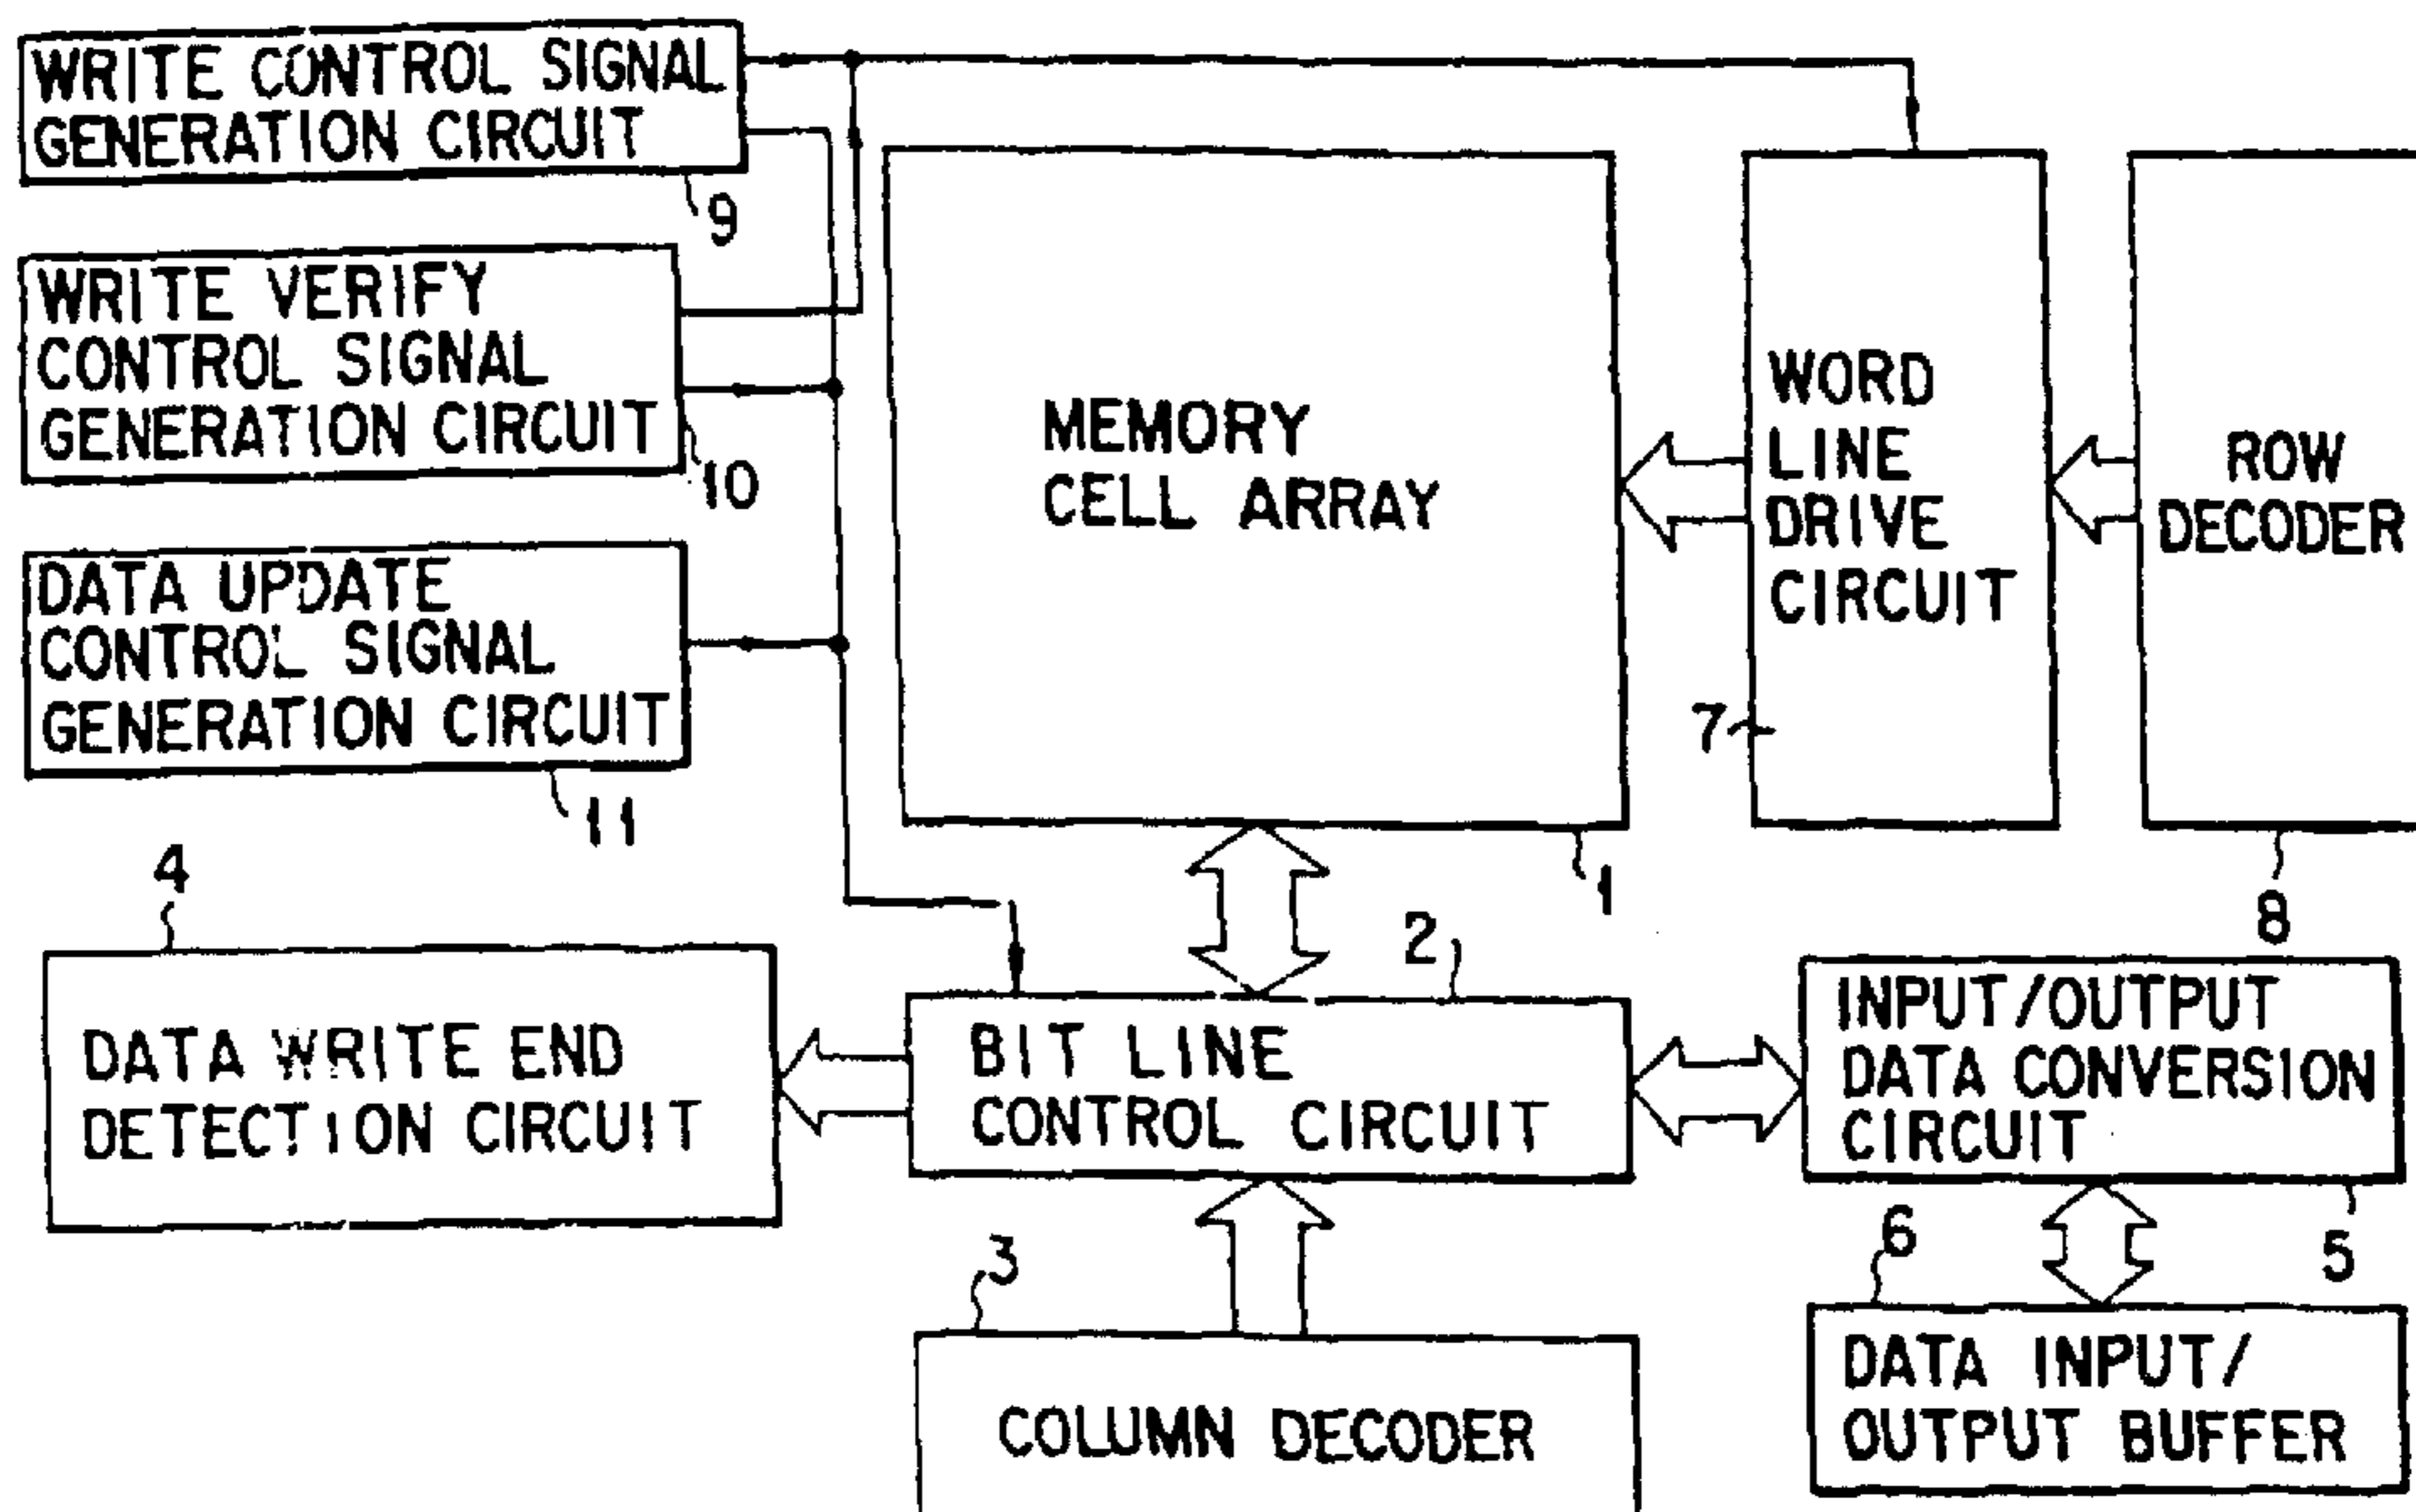 WRITE CONTROL SIGNAL
GENERATION CIRCUIT
9
WRITE VERIFY
CONTROL SIGNAL
GENERATION CIRCUIT
10
DATA UPDATE
CONTROL SIGNAL
GENERATION CIRCUIT
11
MEMORY
CELL ARRAY
1
WORD
LINE
DRIVE
CIRCUIT
7
ROW
DECODER
8
4
DATA WRITE END
DETECTION CIRCUIT
2
BIT LINE
CONTROL CIRCUIT
INPUT/OUTPUT
DATA CONVERSION
CIRCUIT
5
3
COLUMN DECODER
6
DATA INPUT/
OUTPUT BUFFER